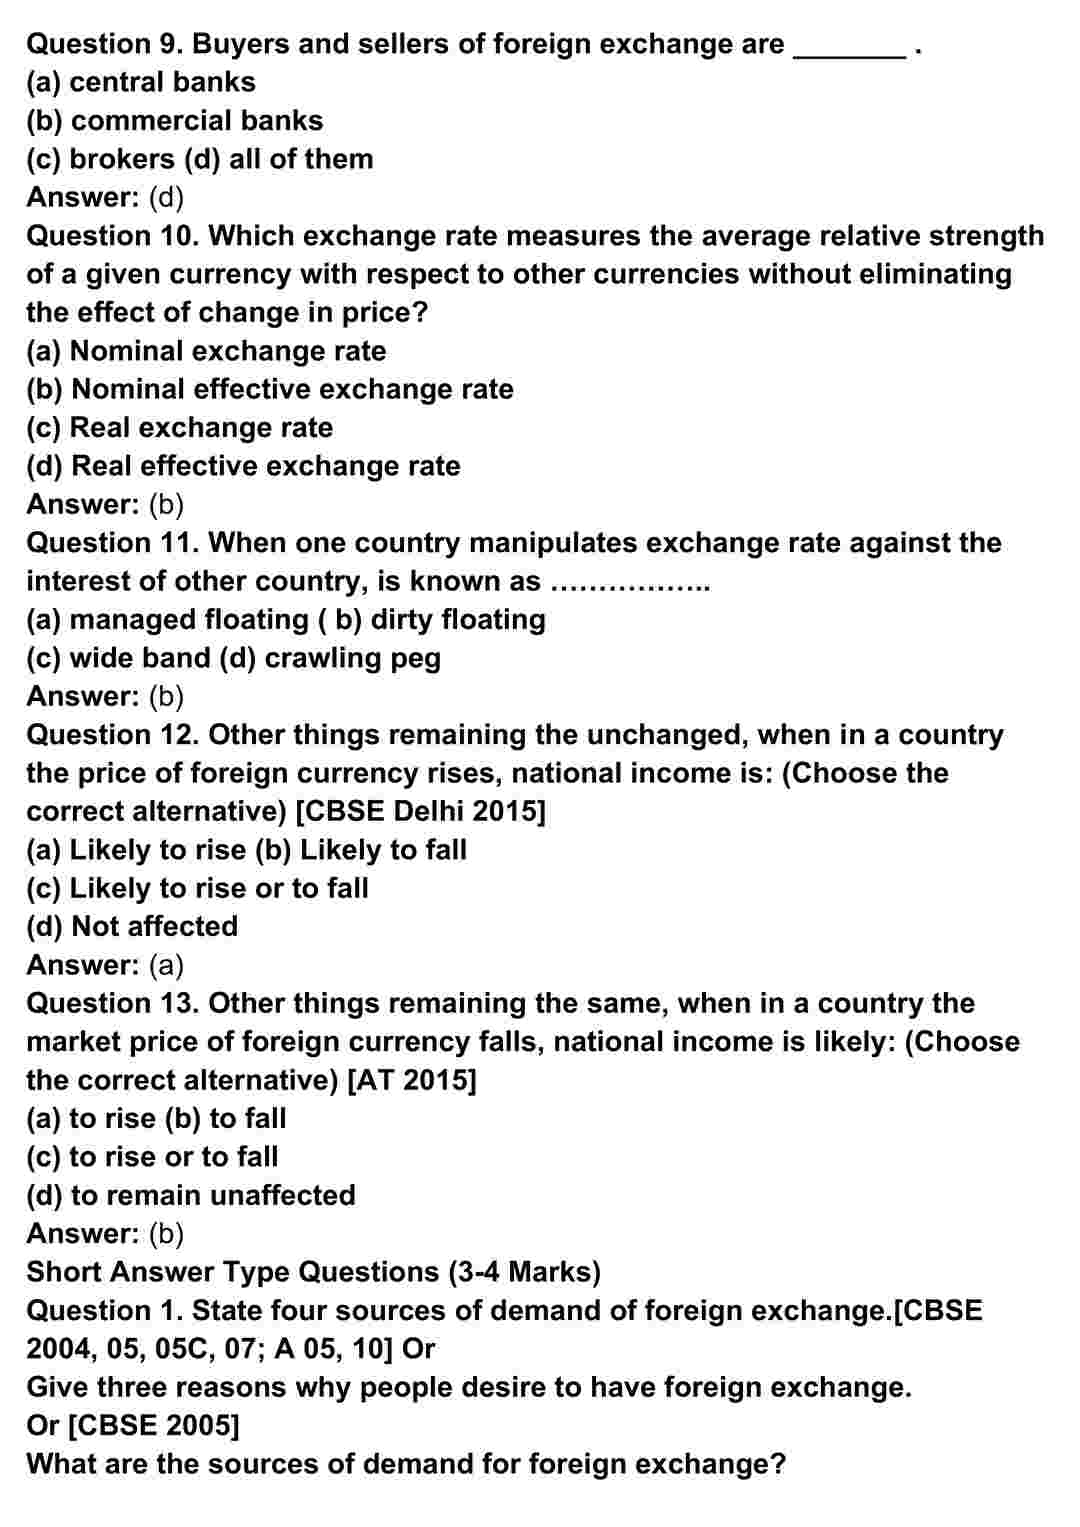 Question 9. Buyers and sellers of foreign exchange are _______ .
(a) central banks
(b) commercial banks
(c) brokers (d) all of them
Answer: (d)
Question 10. Which exchange rate measures the average relative strength
of a given currency with respect to other currencies without eliminating
the effect of change in price?
(a) Nominal exchange rate
(b) Nominal effective exchange rate
(c) Real exchange rate
(d) Real effective exchange rate
Answer: (b)
Question 11. When one country manipulates exchange rate against the
interest of other country, is known as ……………..
(a) managed floating ( b) dirty floating
(c) wide band (d) crawling peg
Answer: (b)
Question 12. Other things remaining the unchanged, when in a country
the price of foreign currency rises, national income is: (Choose the
correct alternative) [CBSE Delhi 2015]
(a) Likely to rise (b) Likely to fall
(c) Likely to rise or to fall
(d) Not affected
Answer: (a)
Question 13. Other things remaining the same, when in a country the
market price of foreign currency falls, national income is likely: (Choose
the correct alternative) [AT 2015]
(a) to rise (b) to fall
(c) to rise or to fall
(d) to remain unaffected
Answer: (b)
Short Answer Type Questions (3-4 Marks)
Question 1. State four sources of demand of foreign exchange.[CBSE
2004, 05, 05C, 07; A 05, 10] Or
Give three reasons why people desire to have foreign exchange.
Or [CBSE 2005]
What are the sources of demand for foreign exchange?